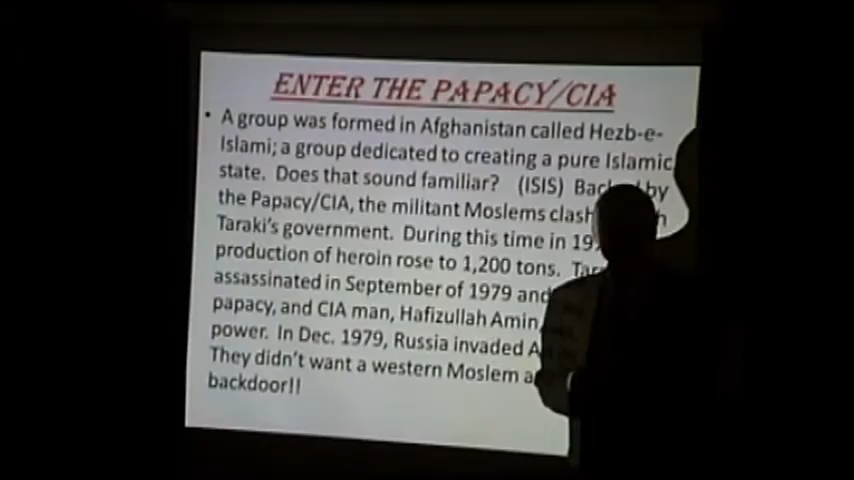 ENTER THE PAPACY/CIA
• A group was formed in Afghanistan called Hezb-e-
Islami; a group dedicated to creating a pure Islamic
state. Does that sound familiar? (ISIS) by
the Papacy/CIA, the militant Moslems
Taraki's government. During this time in
production of heroin rose to 1,200 tons.
assassinated in September of 1979 and
papacy, and CIA man, Hafizullah Amin,
power. In Dec. 1979, Russia invaded
They didn't want a western Moslem
backdoor!!